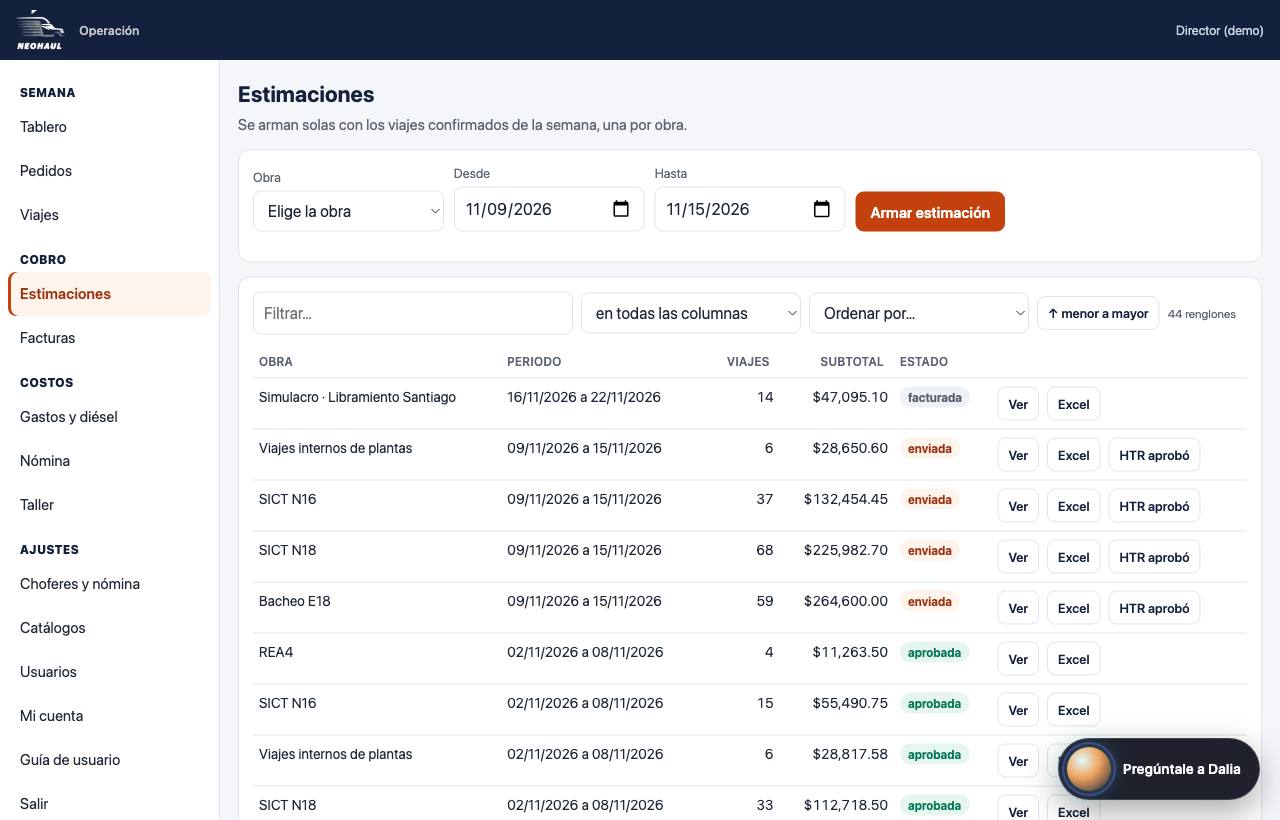 NEOHAUL Operación Director (demo)
SEMANA
Tablero
Pedidos
Viajes
COBRO
Estimaciones
Facturas
COSTOS
Gastos y diésel
Nómina
Taller
AJUSTES
Choferes y nómina
Catálogos
Usuarios
Mi cuenta
Guía de usuario
Salir
Estimaciones
Se arman solas con los viajes confirmados de la semana, una por obra.
Obra Desde Hasta
Elige la obra 11/09/2026 11/15/2026 Armar estimación
Filtrar... en todas las columnas Ordenar por... ↑ menor a mayor 44 renglones
OBRA PERIODO VIAJES SUBTOTAL ESTADO
Simulacro · Libramiento Santiago 16/11/2026 a 22/11/2026 14 $47,095.10 facturada Ver Excel
Viajes internos de plantas 09/11/2026 a 15/11/2026 6 $28,650.60 enviada Ver Excel HTR aprobó
SICT N16 09/11/2026 a 15/11/2026 37 $132,454.45 enviada Ver Excel HTR aprobó
SICT N18 09/11/2026 a 15/11/2026 68 $225,982.70 enviada Ver Excel HTR aprobó
Bacheo E18 09/11/2026 a 15/11/2026 59 $264,600.00 enviada Ver Excel HTR aprobó
REA4 02/11/2026 a 08/11/2026 4 $11,263.50 aprobada Ver Excel
SICT N16 02/11/2026 a 08/11/2026 15 $55,490.75 aprobada Ver Excel
Viajes internos de plantas 02/11/2026 a 08/11/2026 6 $28,817.58 aprobada Ver
SICT N18 02/11/2026 a 08/11/2026 33 $112,718.50 aprobada Ver Excel
Pregúntale a Dalia